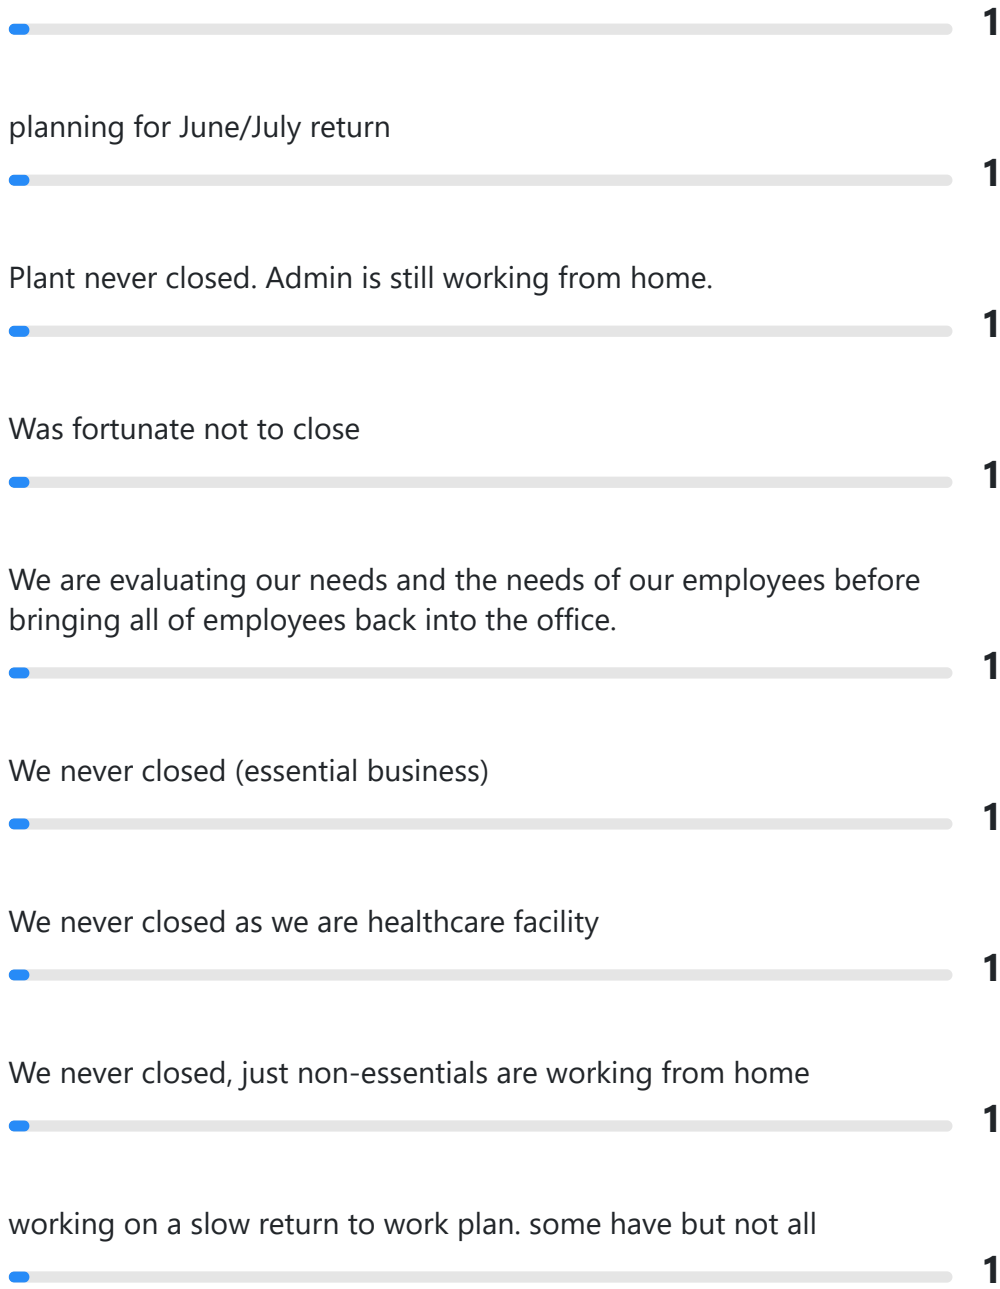 1
planning for June/July return
1
Plant never closed. Admin is still working from home.
1
Was fortunate not to close
1
We are evaluating our needs and the needs of our employees before
bringing all of employees back into the office.
1
We never closed (essential business)
1
We never closed as we are healthcare facility
1
We never closed, just non-essentials are working from home
1
working on a slow return to work plan. some have but not all
1